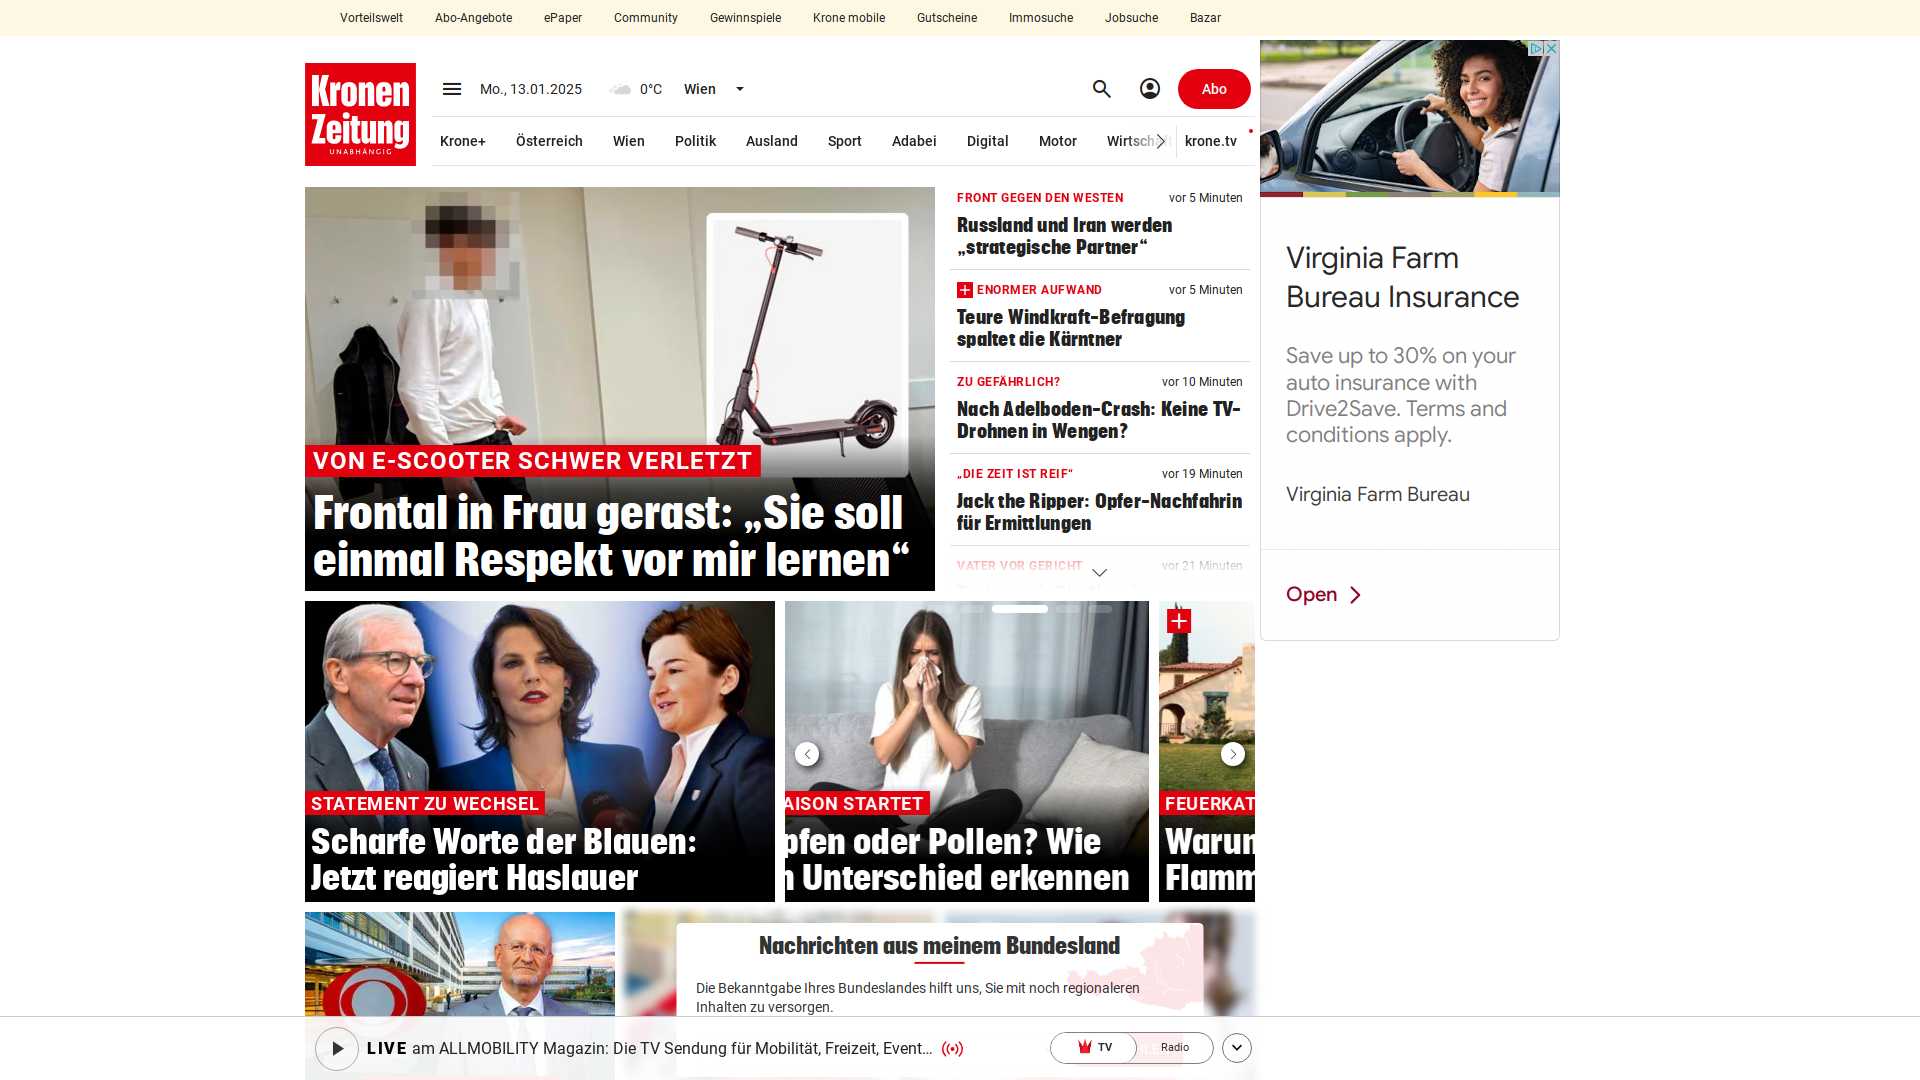 Vorteilswelt Abo-Angebote ePaper Community Gewinnspiele Krone mobile Gutscheine Immosuche Jobsuche Bazar
Kronen
Zeitung
UNABHÄNGIG
Mo., 13.01.2025 0°C Wien
Abo
Krone+ Österreich Wien Politik Ausland Sport Adabei Digital Motor Wirtsch krone.tv
VON E-SCOOTER SCHWER VERLETZT
Frontal in Frau gerast: „Sie soll
einmal Respekt vor mir lernen“
FRONT GEGEN DEN WESTEN vor 5 Minuten
Russland und Iran werden
„strategische Partner“
ENORMER AUFWAND vor 5 Minuten
Teure Windkraft-Befragung
spaltet die Kärntner
ZU GEFÄHRLICH? vor 10 Minuten
Nach Adelboden-Crash: Keine TV-
Drohnen in Wengen?
„DIE ZEIT IST REIF“ vor 19 Minuten
Jack the Ripper: Opfer-Nachfahrin
für Ermittlungen
VATER VOR GERICHT vor 21 Minuten
Virginia Farm
Bureau Insurance
Save up to 30% on your
auto insurance with
Drive2Save. Terms and
conditions apply.
Virginia Farm Bureau
Open
STATEMENT ZU WECHSEL
Scharfe Worte der Blauen:
Jetzt reagiert Haslauer
AISON STARTET
pfen oder Pollen? Wie
n Unterschied erkennen
FEUERKAT
Warun
Flamm
Nachrichten aus meinem Bundesland
Die Bekanntgabe Ihres Bundeslandes hilft uns, Sie mit noch regionaleren
Inhalten zu versorgen.
LIVE am ALLMOBILITY Magazin: Die TV Sendung für Mobilität, Freizeit, Event...
TV Radio